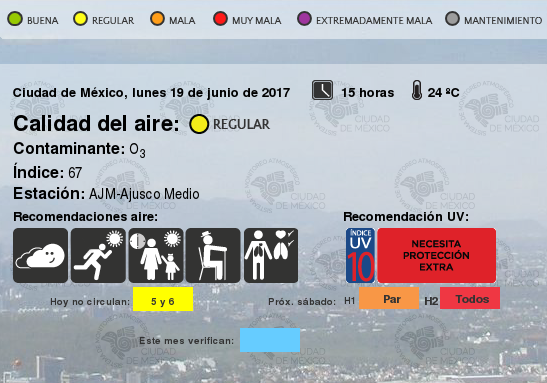 BUENA REGULAR MALA MUY MALA EXTREMADAMENTE MALA MANTENIMIENTO
Ciudad de México, lunes 19 de junio de 2017 15 horas 24 ºC
Calidad del aire: REGULAR
Contaminante: O3
Índice: 67
Estación: AJM-Ajusco Medio
Recomendaciones aire: Recomendación UV:
ÍNDICE UV 10 NECESITA PROTECCIÓN EXTRA
Hoy no circulan: 5 y 6 Próx. sábado: H1 Par H2 Todos
Este mes verifican:
CIUDAD DE MÉXICO